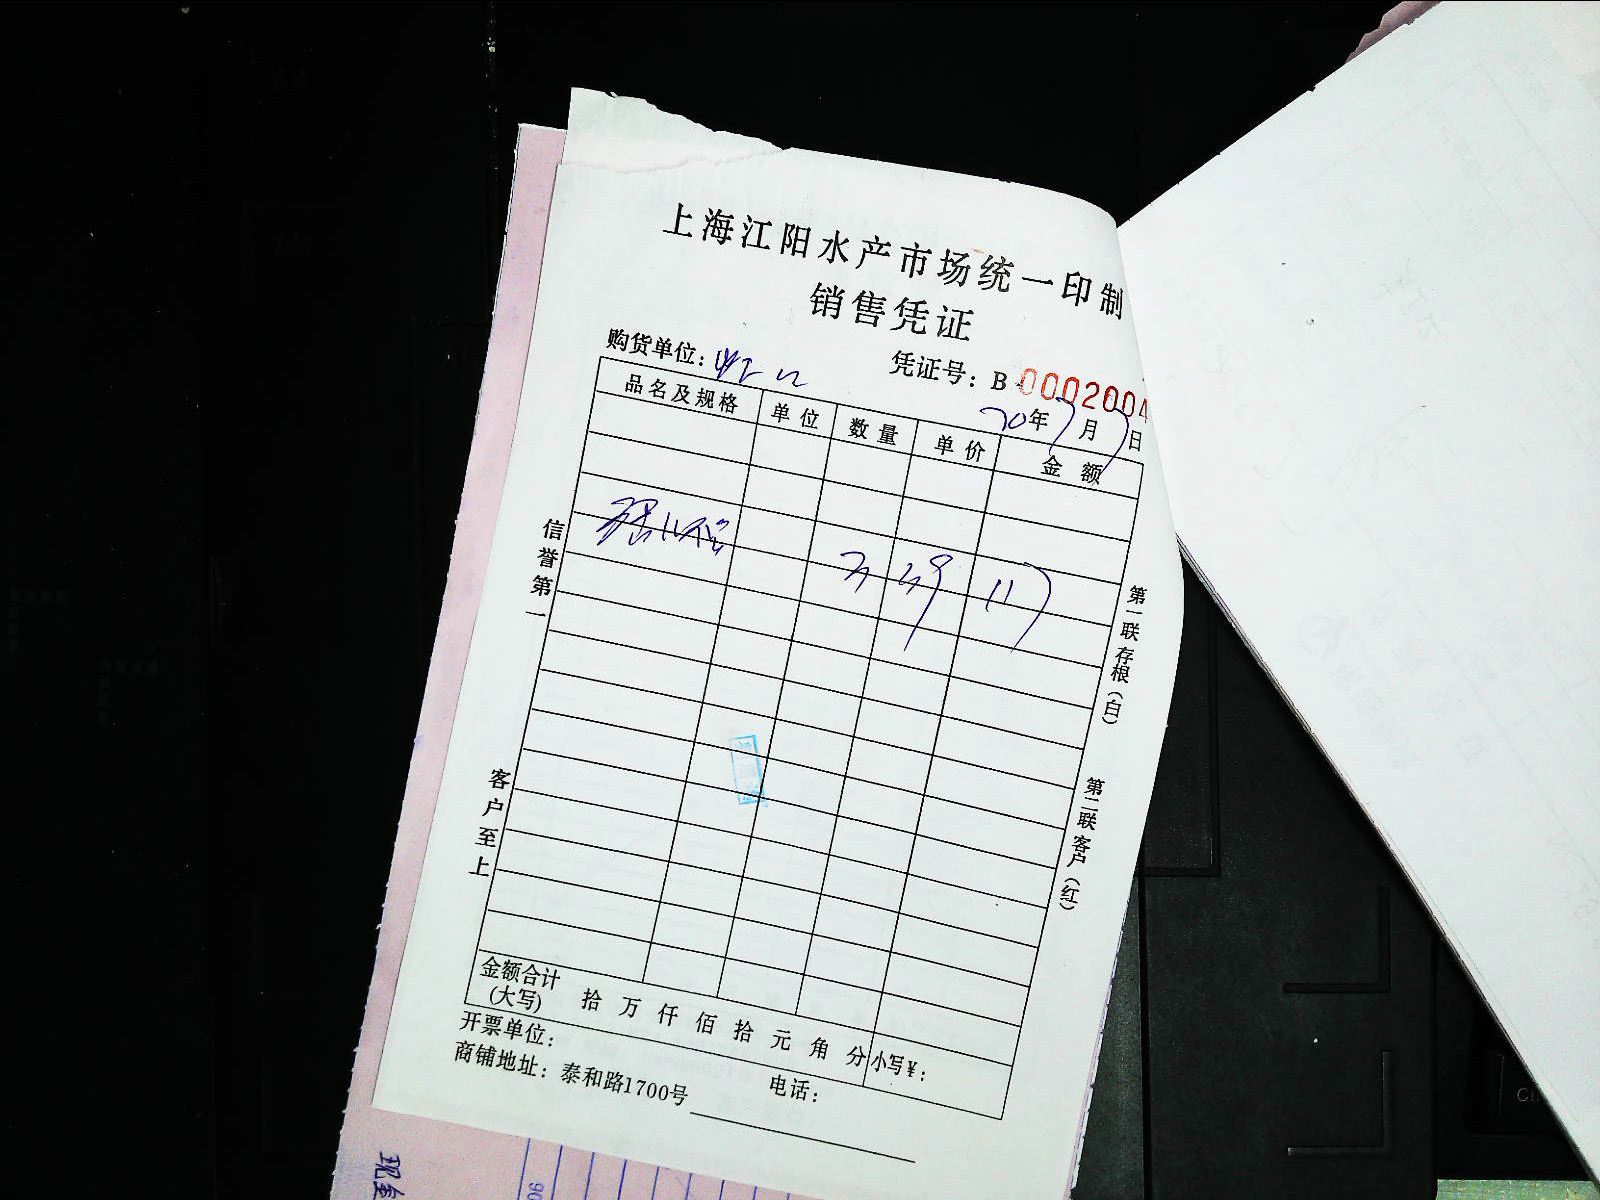 上海江阳水产市场统一印制
销售凭证
购货单位：
凭证号：B 0002004
20年7月7日
品名及规格 单位 数量 单价 金额
117
信誉第一
客户至上
第一联存根（白）
第二联客户（红）
金额合计
(大写) 拾 万 仟 佰 拾 元 角 分 小写¥：
开票单位：
电话：
商铺地址：泰和路1700号
现金
06